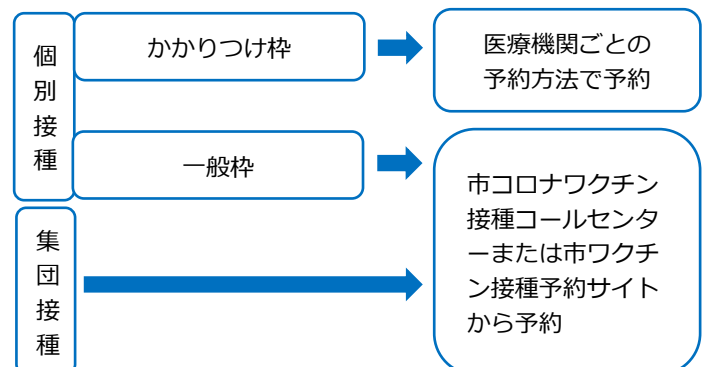 個別接種
かかりつけ枠
医療機関ごとの
予約方法で予約
一般枠
市コロナワクチン
接種コールセンタ
ーまたは市ワクチ
ン接種予約サイト
から予約
集団接種